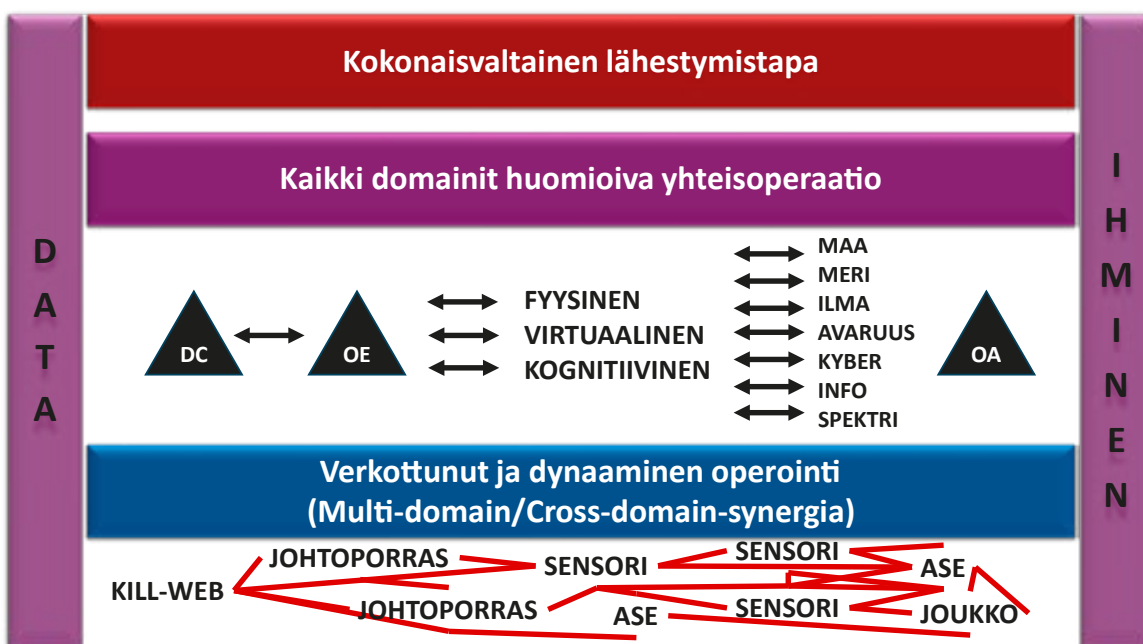 Kokonaisvaltainen lähestymistapa
Kaikki domainit huomioiva yhteisoperaatio
DATA
IHMINEN
DC
OE
FYYSINEN
VIRTUAALINEN
KOGNITIIVINEN
MAA
MERI
ILMA
AVARUUS
KYBER
INFO
SPEKTRI
OA
Verkottunut ja dynaaminen operointi
(Multi-domain/Cross-domain-synergia)
KILL-WEB
JOHTOPORRAS
JOHTOPORRAS
SENSORI
ASE
SENSORI
SENSORI
ASE
JOUKKO